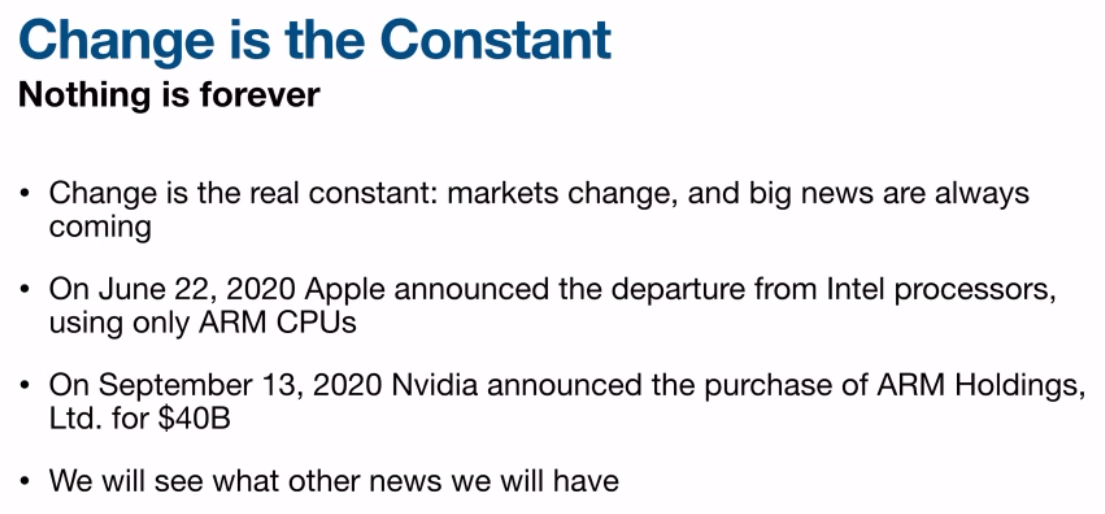 Change is the Constant
Nothing is forever
• Change is the real constant: markets change, and big news are always
coming
• On June 22, 2020 Apple announced the departure from Intel processors,
using only ARM CPUs
• On September 13, 2020 Nvidia announced the purchase of ARM Holdings,
Ltd. for $40B
• We will see what other news we will have